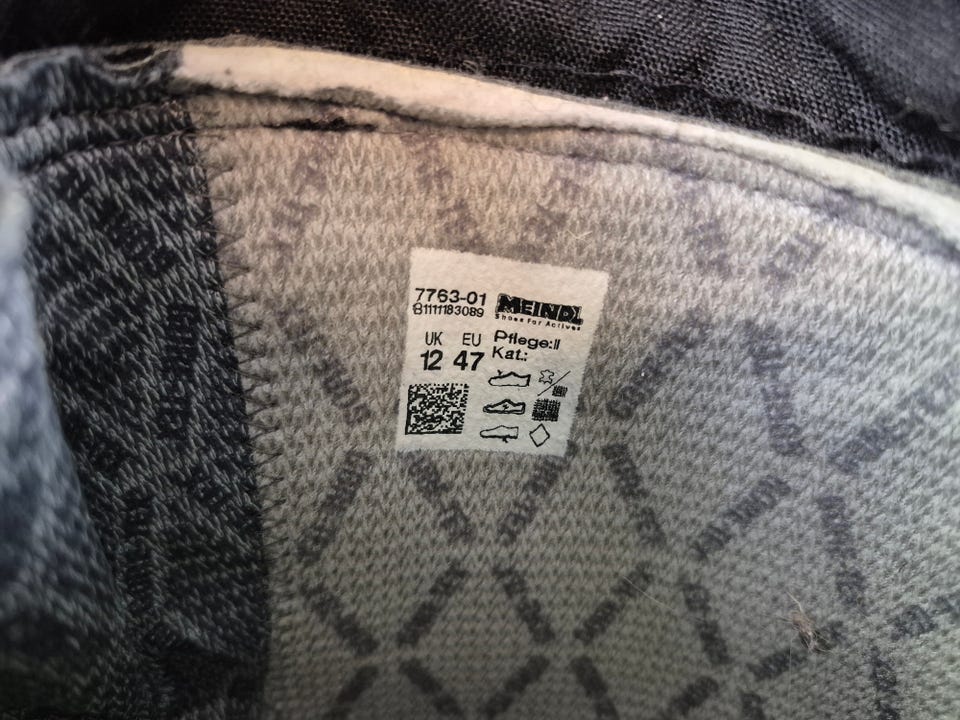 7763-01
81111183089
MEINDL
Shoes For Actives
UK EU
12 47
Pflege:II
Kat.: